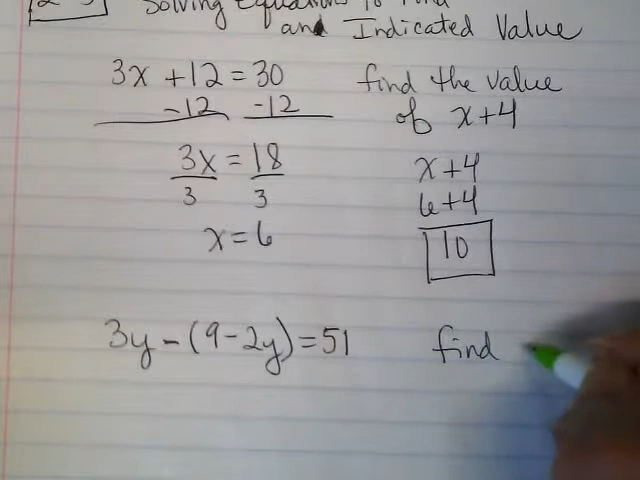 Solving Equations to Find
and Indicated Value
3x + 12 = 30 find the value
-12 -12 of x+4
3x = 18 x+4
3 3 6+4
x = 6 10
3y - (9 - 2y) = 51 find